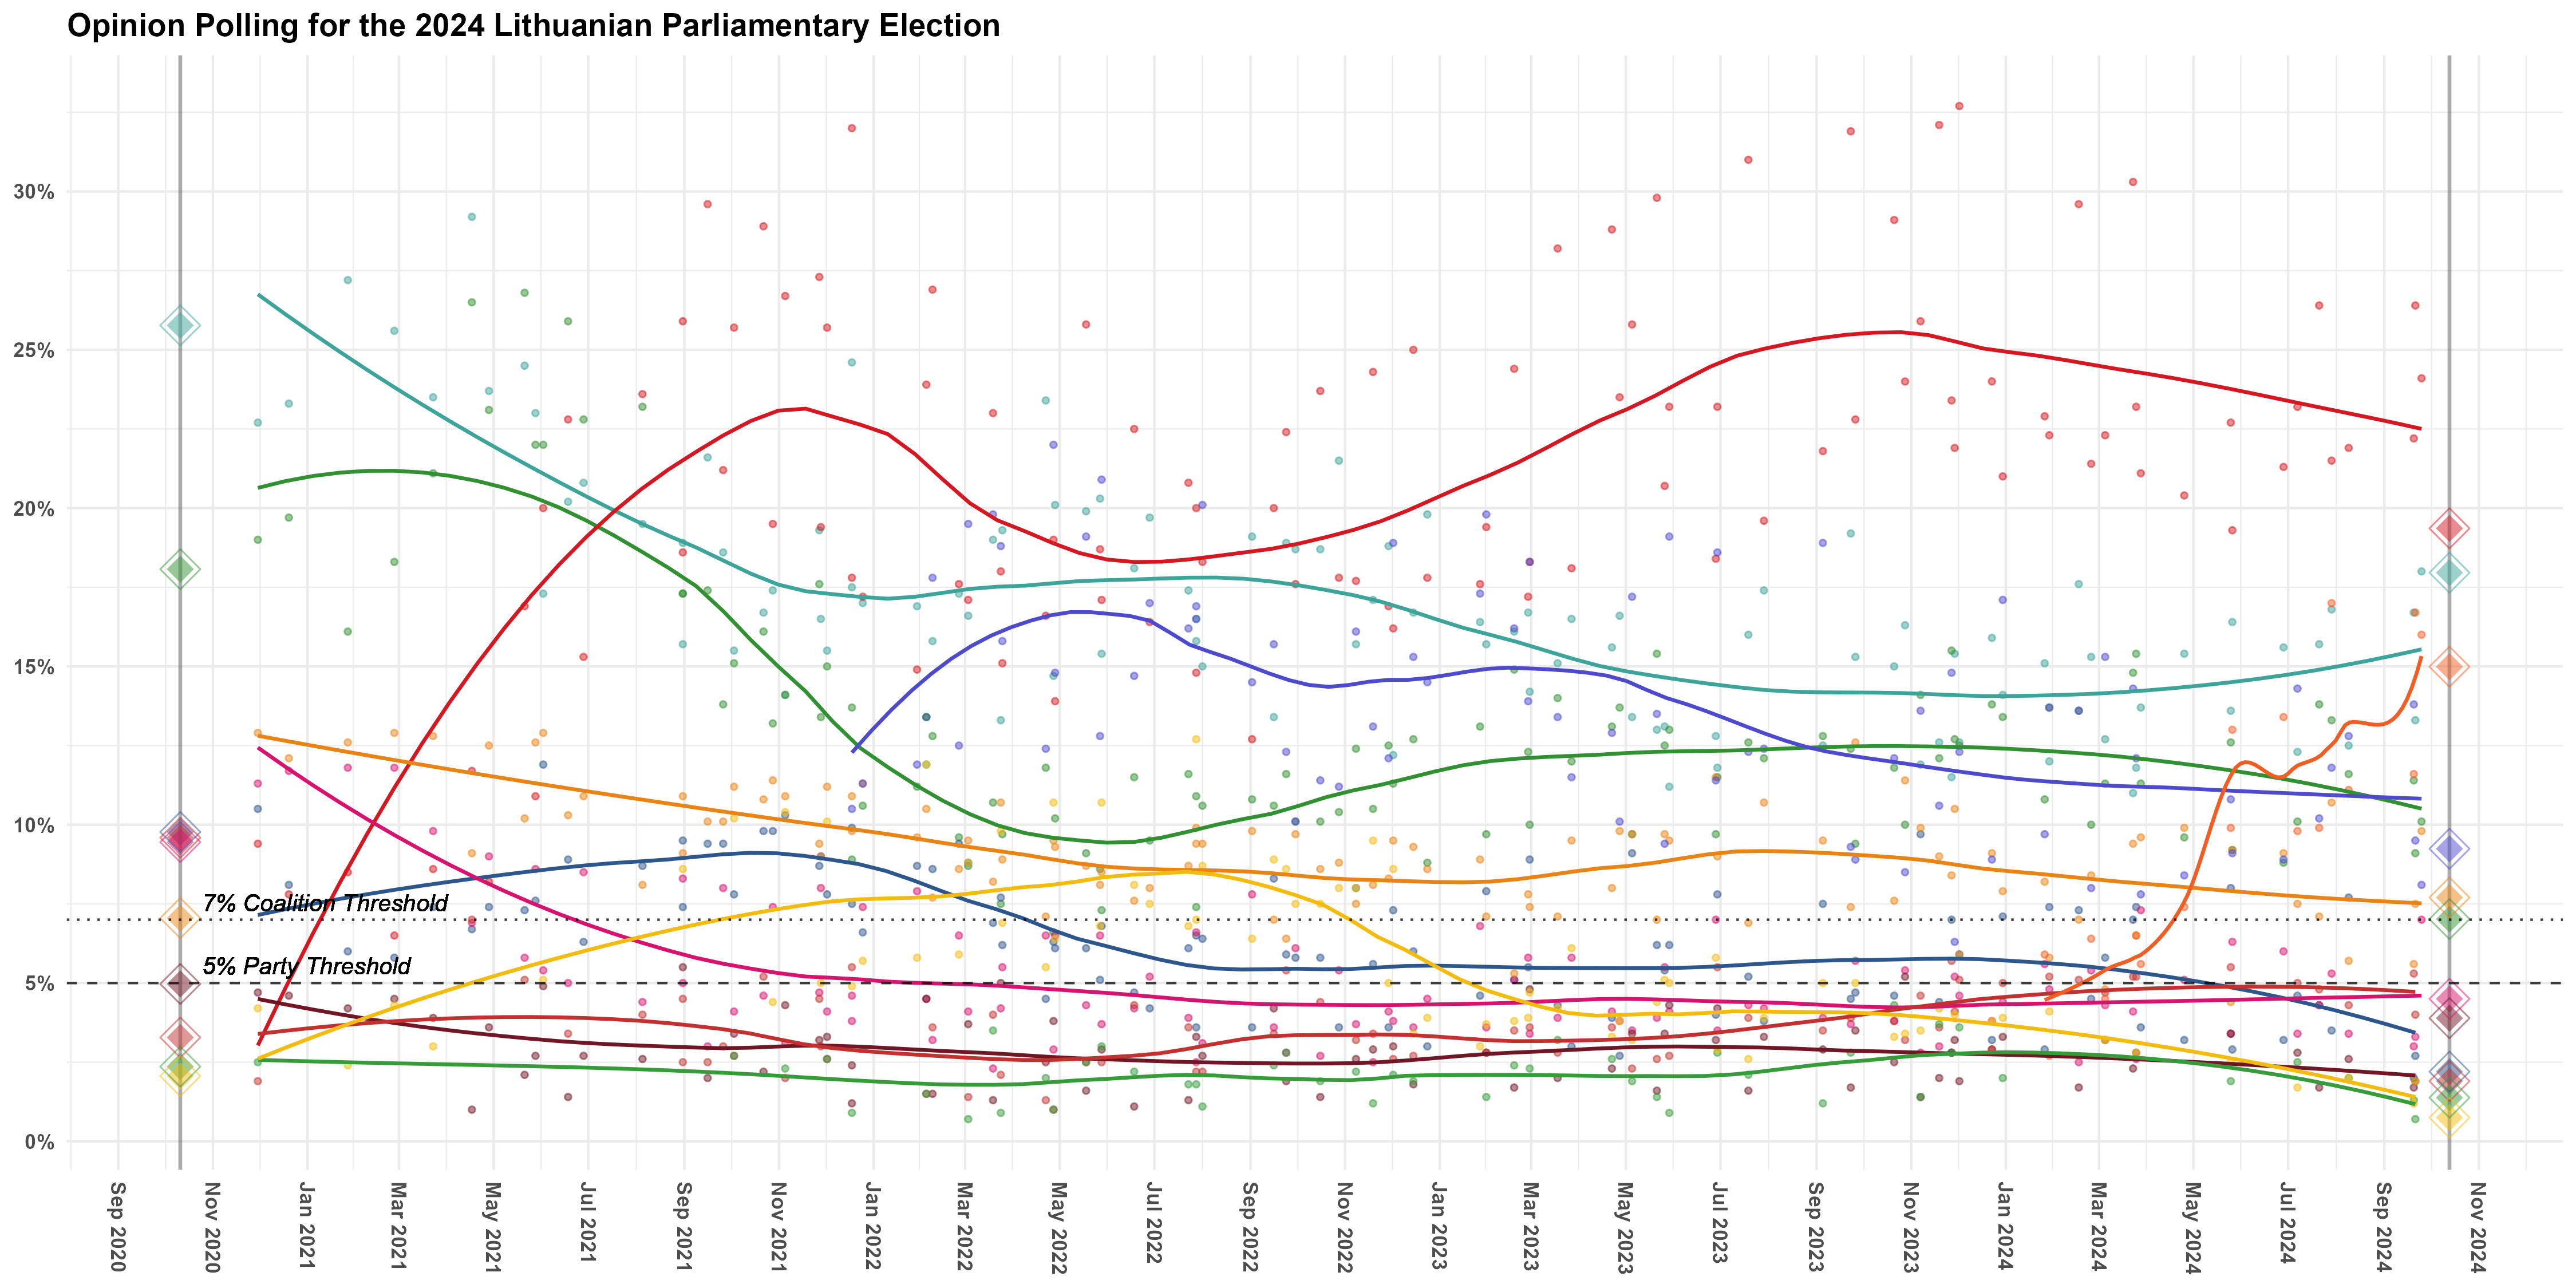 Opinion Polling for the 2024 Lithuanian Parliamentary Election
30%
25%
20%
15%
10%
7% Coalition Threshold
5% Party Threshold
5%
0%
Sep 2020
Nov 2020
Jan 2021
Mar 2021
May 2021
Jul 2021
Sep 2021
Nov 2021
Jan 2022
Mar 2022
May 2022
Jul 2022
Sep 2022
Nov 2022
Jan 2023
Mar 2023
May 2023
Jul 2023
Sep 2023
Nov 2023
Jan 2024
Mar 2024
May 2024
Jul 2024
Sep 2024
Nov 2024